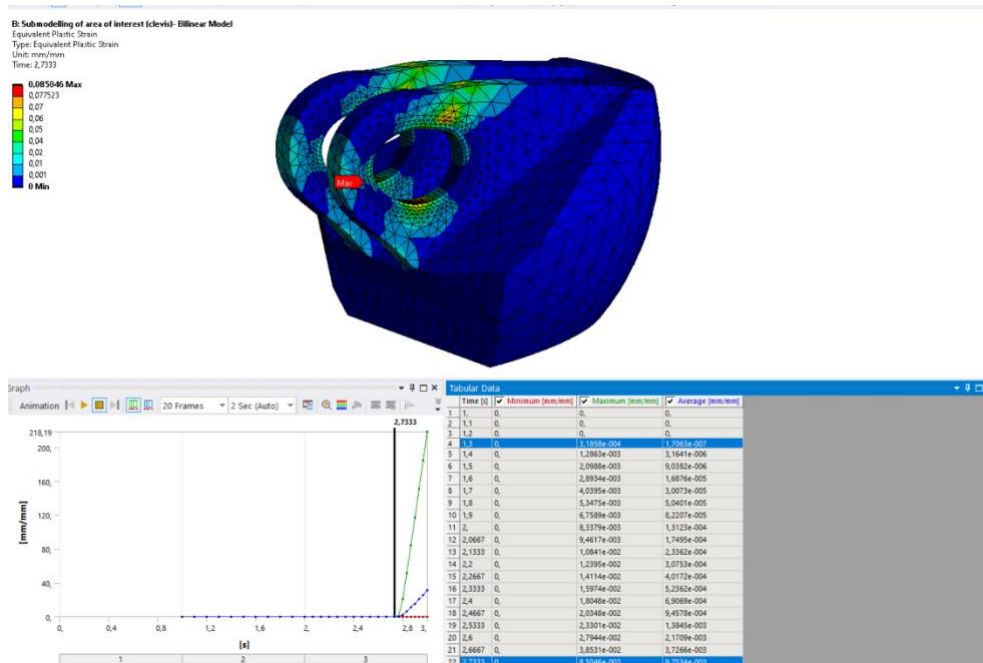 B: Submodelling of area of interest (clevis)- Bilinear Model
Equivalent Plastic Strain
Type: Equivalent Plastic Strain
Unit: mm/mm
Time: 2,7333
0,085046 Max
0,077523
0,07
0,06
0,05
0,04
0,02
0,01
0,001
0 Min
Max
Graph
Animation 20 Frames 2 Sec (Auto)
2,7333
218,19
200,
160,
120,
80,
40,
0,
[mm/mm]
0, 0,4 0,8 1,2 1,6 2, 2,4 2,8 3,
[s]
1 2 3
Tabular Data
Time [s] Minimum [mm/mm] Maximum [mm/mm] Average [mm/mm]
1 1, 0, 0, 0,
2 1,1 0, 0, 0,
3 1,2 0, 0, 0,
4 1,3 0, 3,1858e-004 1,7063e-007
5 1,4 0, 1,2863e-003 3,1641e-006
6 1,5 0, 2,0988e-003 9,0382e-006
7 1,6 0, 2,8934e-003 1,6876e-005
8 1,7 0, 4,0395e-003 3,0073e-005
9 1,8 0, 5,3475e-003 5,0401e-005
10 1,9 0, 6,7589e-003 8,2207e-005
11 2, 0, 8,3379e-003 1,3123e-004
12 2,0667 0, 9,4617e-003 1,7495e-004
13 2,1333 0, 1,0841e-002 2,3362e-004
14 2,2 0, 1,2395e-002 3,0753e-004
15 2,2667 0, 1,4114e-002 4,0172e-004
16 2,3333 0, 1,5974e-002 5,2362e-004
17 2,4 0, 1,8048e-002 6,9069e-004
18 2,4667 0, 2,0348e-002 9,4578e-004
19 2,5333 0, 2,3301e-002 1,3845e-003
20 2,6 0, 2,7944e-002 2,1709e-003
21 2,6667 0, 3,8531e-002 3,7266e-003
22 2,7333 0, 8,5046e-002 9,7534e-003